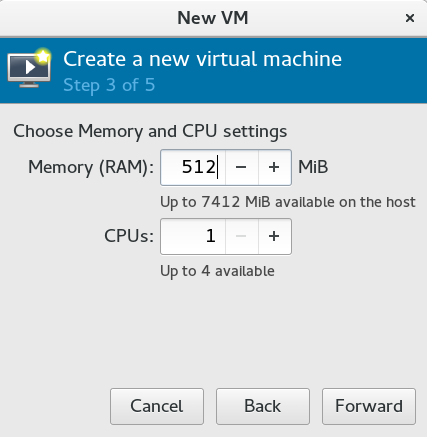 New VM
Create a new virtual machine
Step 3 of 5
Choose Memory and CPU settings
Memory (RAM): 512 − + MiB
Up to 7412 MiB available on the host
CPUs: 1 − +
Up to 4 available
Cancel Back Forward